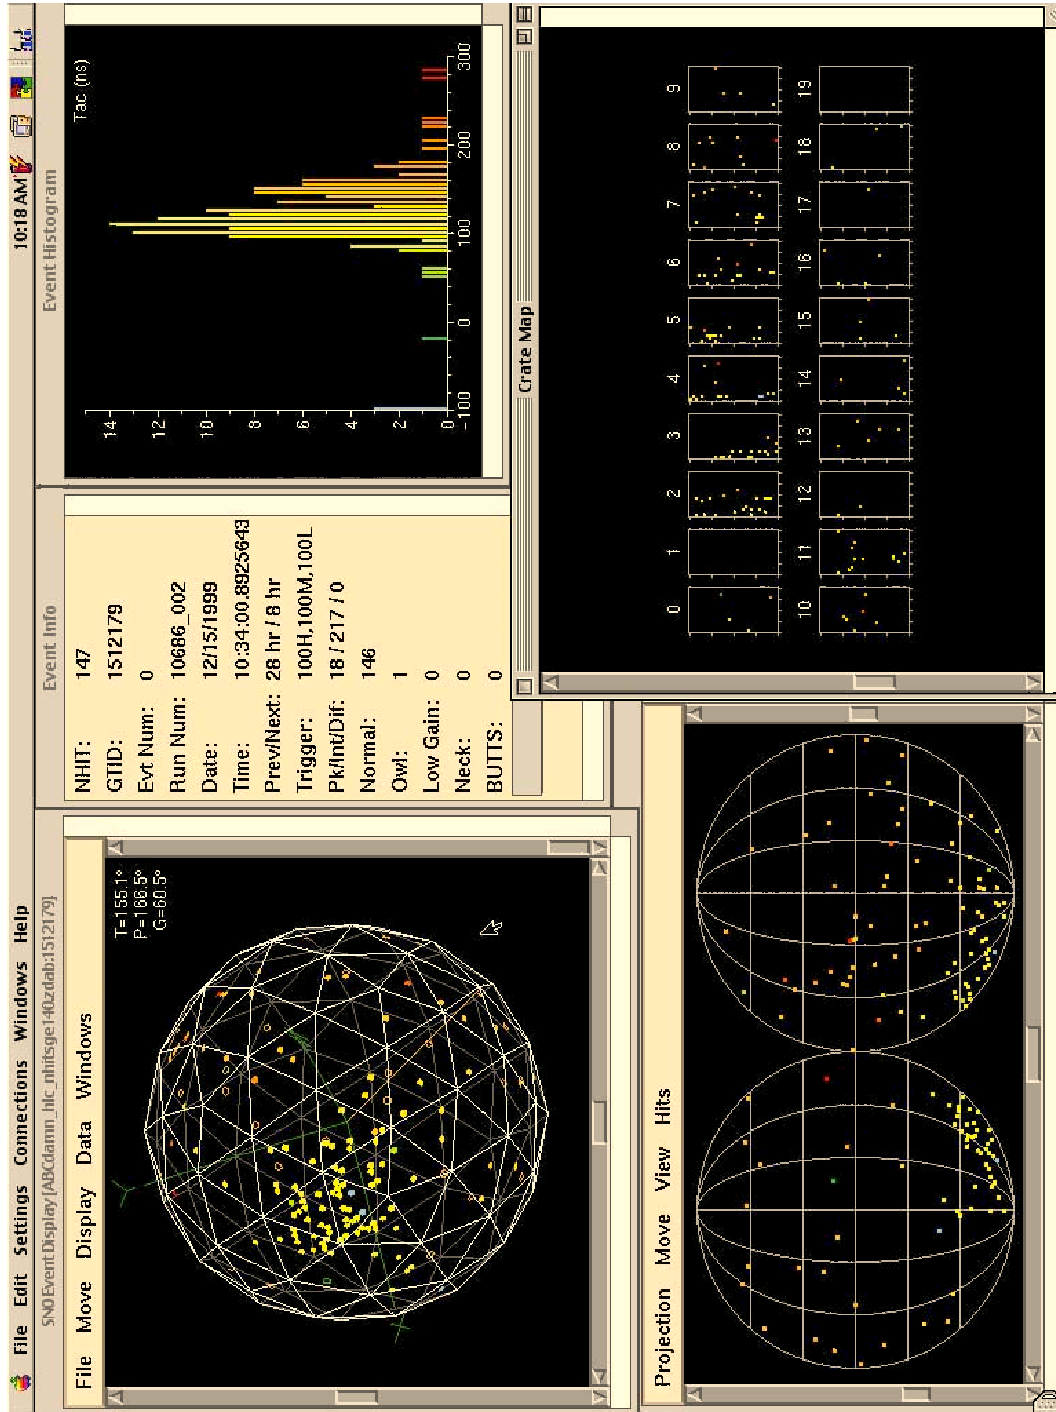 File Edit Settings Connections Windows Help
10:18 AM
SNO Event Display [ABCdamn_hlc_nhitsge140.zdab:1512179]
File Move Display Data Windows
T=155.1°
P=166.5°
G=60.5°
Event Info
NHIT: 147
GTID: 1512179
Evt Num: 0
Run Num: 10686_002
Date: 12/15/1999
Time: 10:34:00.8925643
Prev/Next: 28 hr / 8 hr
Trigger: 100H,100M,100L
Pk/Int/Dif: 18 / 217 / 0
Normal: 146
Owl: 1
Low Gain: 0
Neck: 0
BUTTS: 0
Event Histogram
Tac (ns)
14
12
10
8
6
4
2
0
-100 0 100 200 300
Projection Move View Hits
Crate Map
0 1 2 3 4 5 6 7 8 9
10 11 12 13 14 15 16 17 18 19